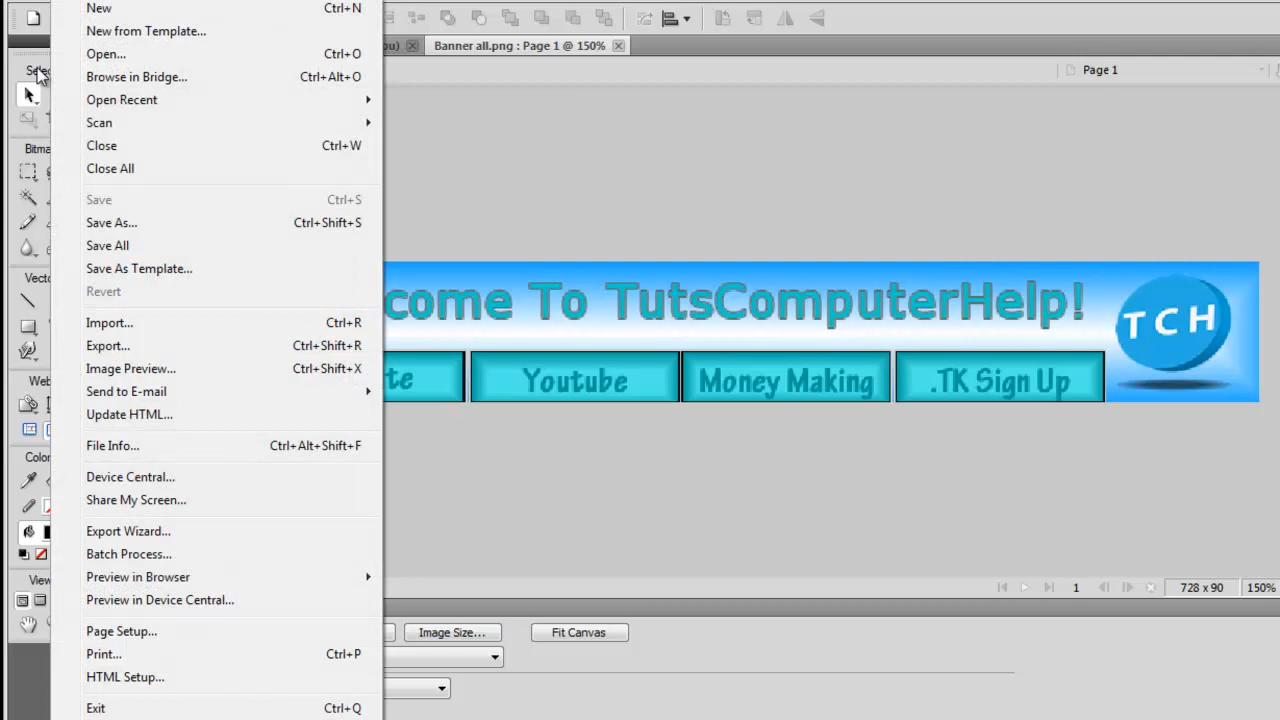 New Ctrl+N
New from Template...
Open... Ctrl+O
Browse in Bridge... Ctrl+Alt+O
Open Recent
Scan
Close Ctrl+W
Close All
Save Ctrl+S
Save As... Ctrl+Shift+S
Save All
Save As Template...
Revert
Import... Ctrl+R
Export... Ctrl+Shift+R
Image Preview... Ctrl+Shift+X
Send to E-mail
Update HTML...
File Info... Ctrl+Alt+Shift+F
Device Central...
Share My Screen...
Export Wizard...
Batch Process...
Preview in Browser
Preview in Device Central...
Page Setup...
Print... Ctrl+P
HTML Setup...
Exit Ctrl+Q
Selec
Bitma
Vecto
Web
Color
View
ou) Banner all.png : Page 1 @ 150%
Page 1
come To TutsComputerHelp!
TCH
te Youtube Money Making .TK Sign Up
1 728 x 90 150%
Image Size... Fit Canvas